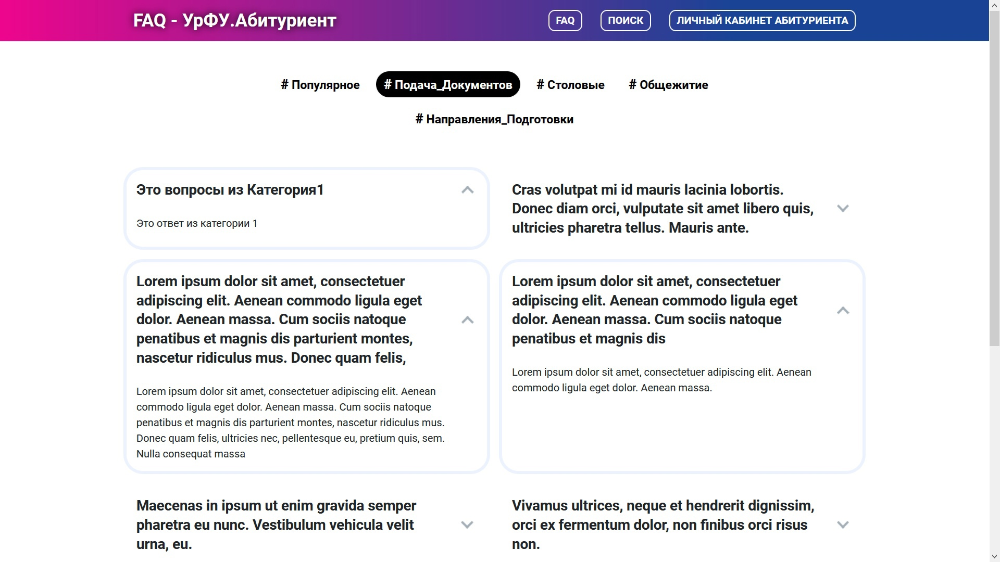 FAQ - УрФУ.Абитуриент
FAQ
ПОИСК
ЛИЧНЫЙ КАБИНЕТ АБИТУРИЕНТА
# Популярное
# Подача_Документов
# Столовые
# Общежитие
# Направления_Подготовки
Это вопросы из Категория1
Это ответ из категории 1
Cras volutpat mi id mauris lacinia lobortis.
Donec diam orci, vulputate sit amet libero quis,
ultricies pharetra tellus. Mauris ante.
Lorem ipsum dolor sit amet, consectetuer
adipiscing elit. Aenean commodo ligula eget
dolor. Aenean massa. Cum sociis natoque
penatibus et magnis dis parturient montes,
nascetur ridiculus mus. Donec quam felis,
Lorem ipsum dolor sit amet, consectetuer adipiscing elit. Aenean
commodo ligula eget dolor. Aenean massa. Cum sociis natoque
penatibus et magnis dis parturient montes, nascetur ridiculus mus.
Donec quam felis, ultricies nec, pellentesque eu, pretium quis, sem.
Nulla consequat massa
Lorem ipsum dolor sit amet, consectetuer
adipiscing elit. Aenean commodo ligula eget
dolor. Aenean massa. Cum sociis natoque
penatibus et magnis dis
Lorem ipsum dolor sit amet, consectetuer adipiscing elit. Aenean
commodo ligula eget dolor. Aenean massa.
Maecenas in ipsum ut enim gravida semper
pharetra eu nunc. Vestibulum vehicula velit
urna, eu.
Vivamus ultrices, neque et hendrerit dignissim,
orci ex fermentum dolor, non finibus orci risus
non.